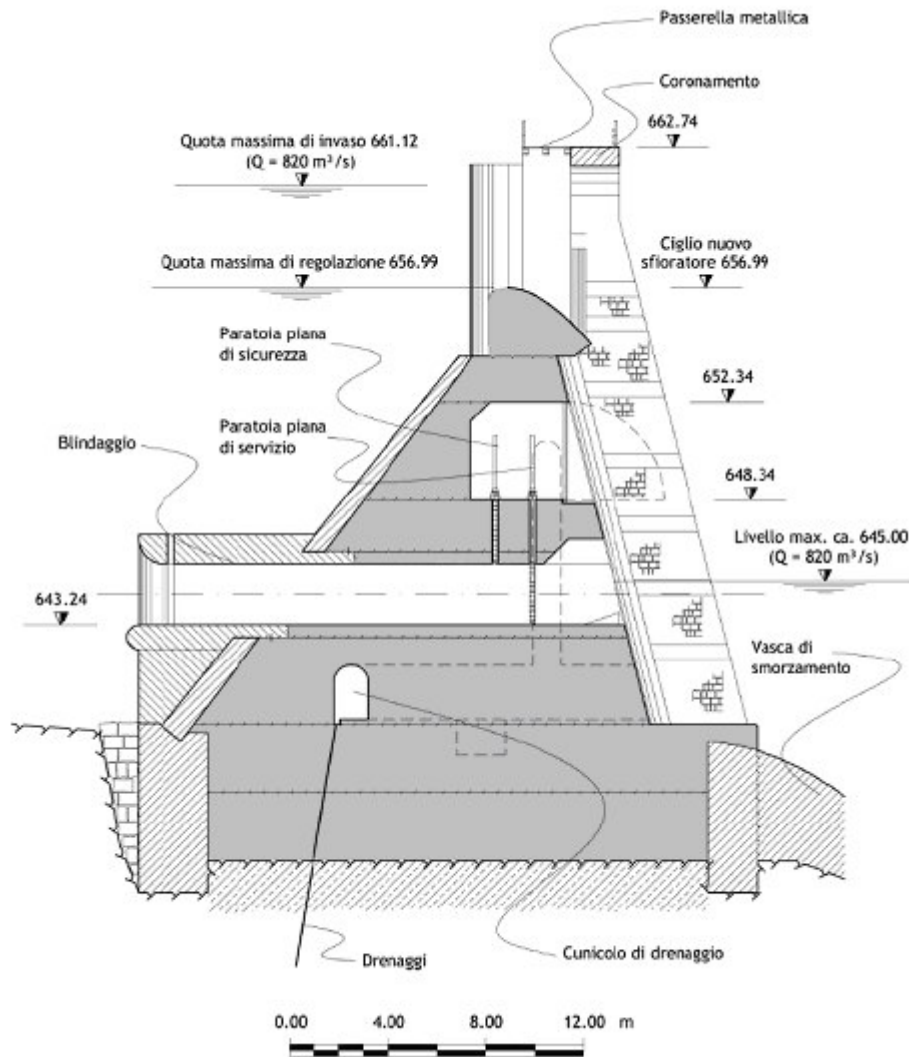 Passerella metallica
Coronamento
662.74
Quota massima di invaso 661.12
(Q = 820 m³/s)
Quota massima di regolazione 656.99
Ciglio nuovo
sfioratore 656.99
Paratoia piana
di sicurezza
652.34
Paratoia piana
di servizio
Blindaggio
648.34
Livello max. ca. 645.00
(Q = 820 m³/s)
643.24
Vasca di
smorzamento
Drenaggi
Cunicolo di drenaggio
0.00 4.00 8.00 12.00 m